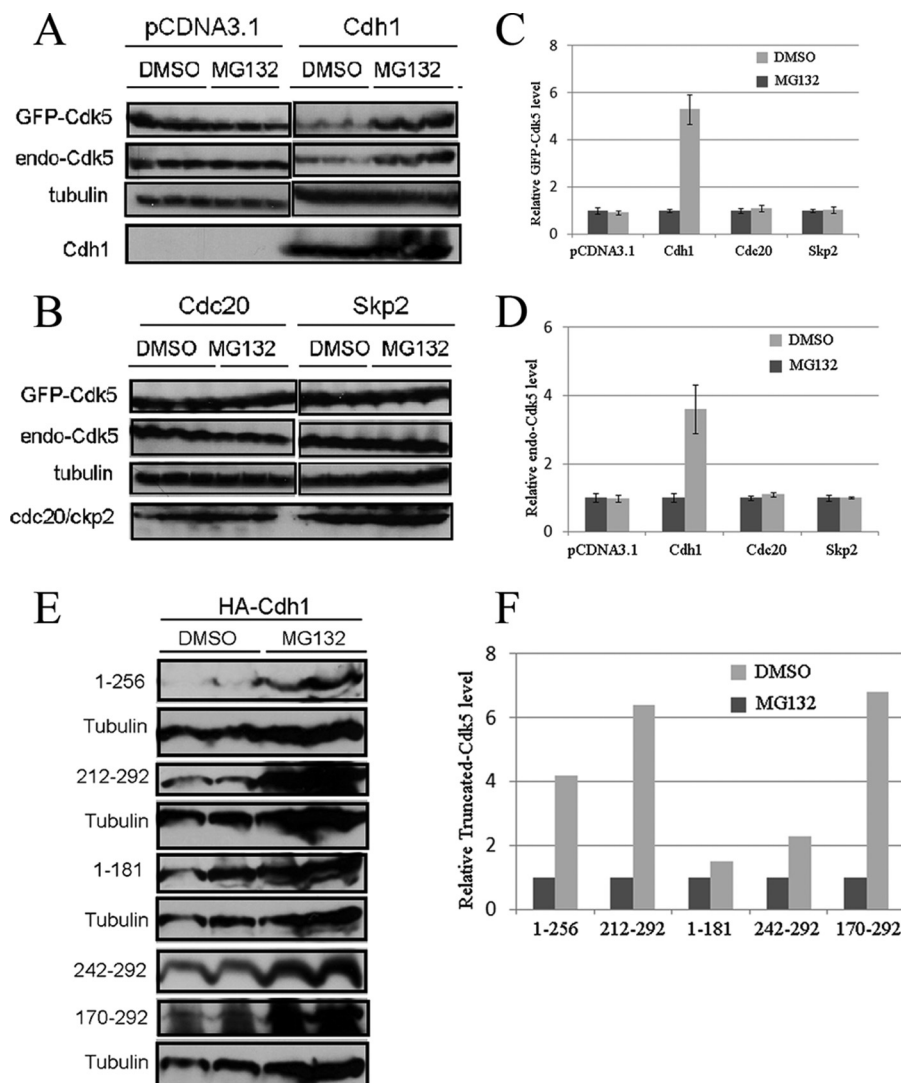 A
pCDNA3.1 Cdh1
DMSO MG132 DMSO MG132
GFP-Cdk5
endo-Cdk5
tubulin
Cdh1
B
Cdc20 Skp2
DMSO MG132 DMSO MG132
GFP-Cdk5
endo-Cdk5
tubulin
cdc20/ckp2
C
Relative GFP-Cdk5 level
8
6
4
2
0
DMSO
MG132
pCDNA3.1 Cdh1 Cdc20 Skp2
D
Relative endo-Cdk5 level
6
4
2
0
DMSO
MG132
pCDNA3.1 Cdh1 Cdc20 Skp2
E
HA-Cdh1
DMSO MG132
1-256
Tubulin
212-292
Tubulin
1-181
Tubulin
242-292
170-292
Tubulin
F
Relative Truncated-Cdk5 level
8
6
4
2
0
DMSO
MG132
1-256 212-292 1-181 242-292 170-292